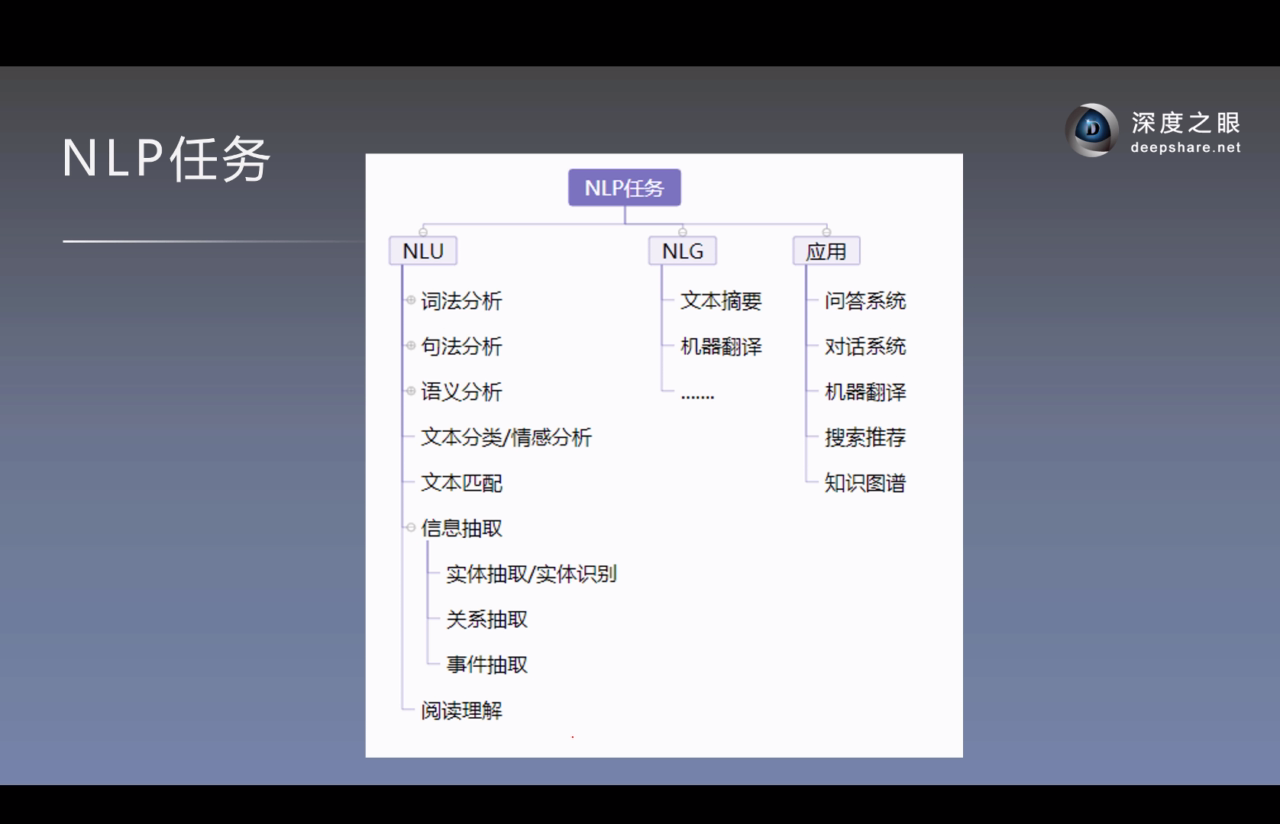 NLP任务
深度之眼
deepshare.net
NLP任务
NLU
词法分析
句法分析
语义分析
文本分类/情感分析
文本匹配
信息抽取
实体抽取/实体识别
关系抽取
事件抽取
阅读理解
NLG
文本摘要
机器翻译
.......
应用
问答系统
对话系统
机器翻译
搜索推荐
知识图谱